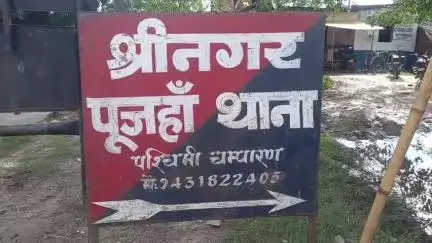 श्रीनगर
पूजहाँ थाना
पश्चिमी चम्पारण
मो॰9431822405